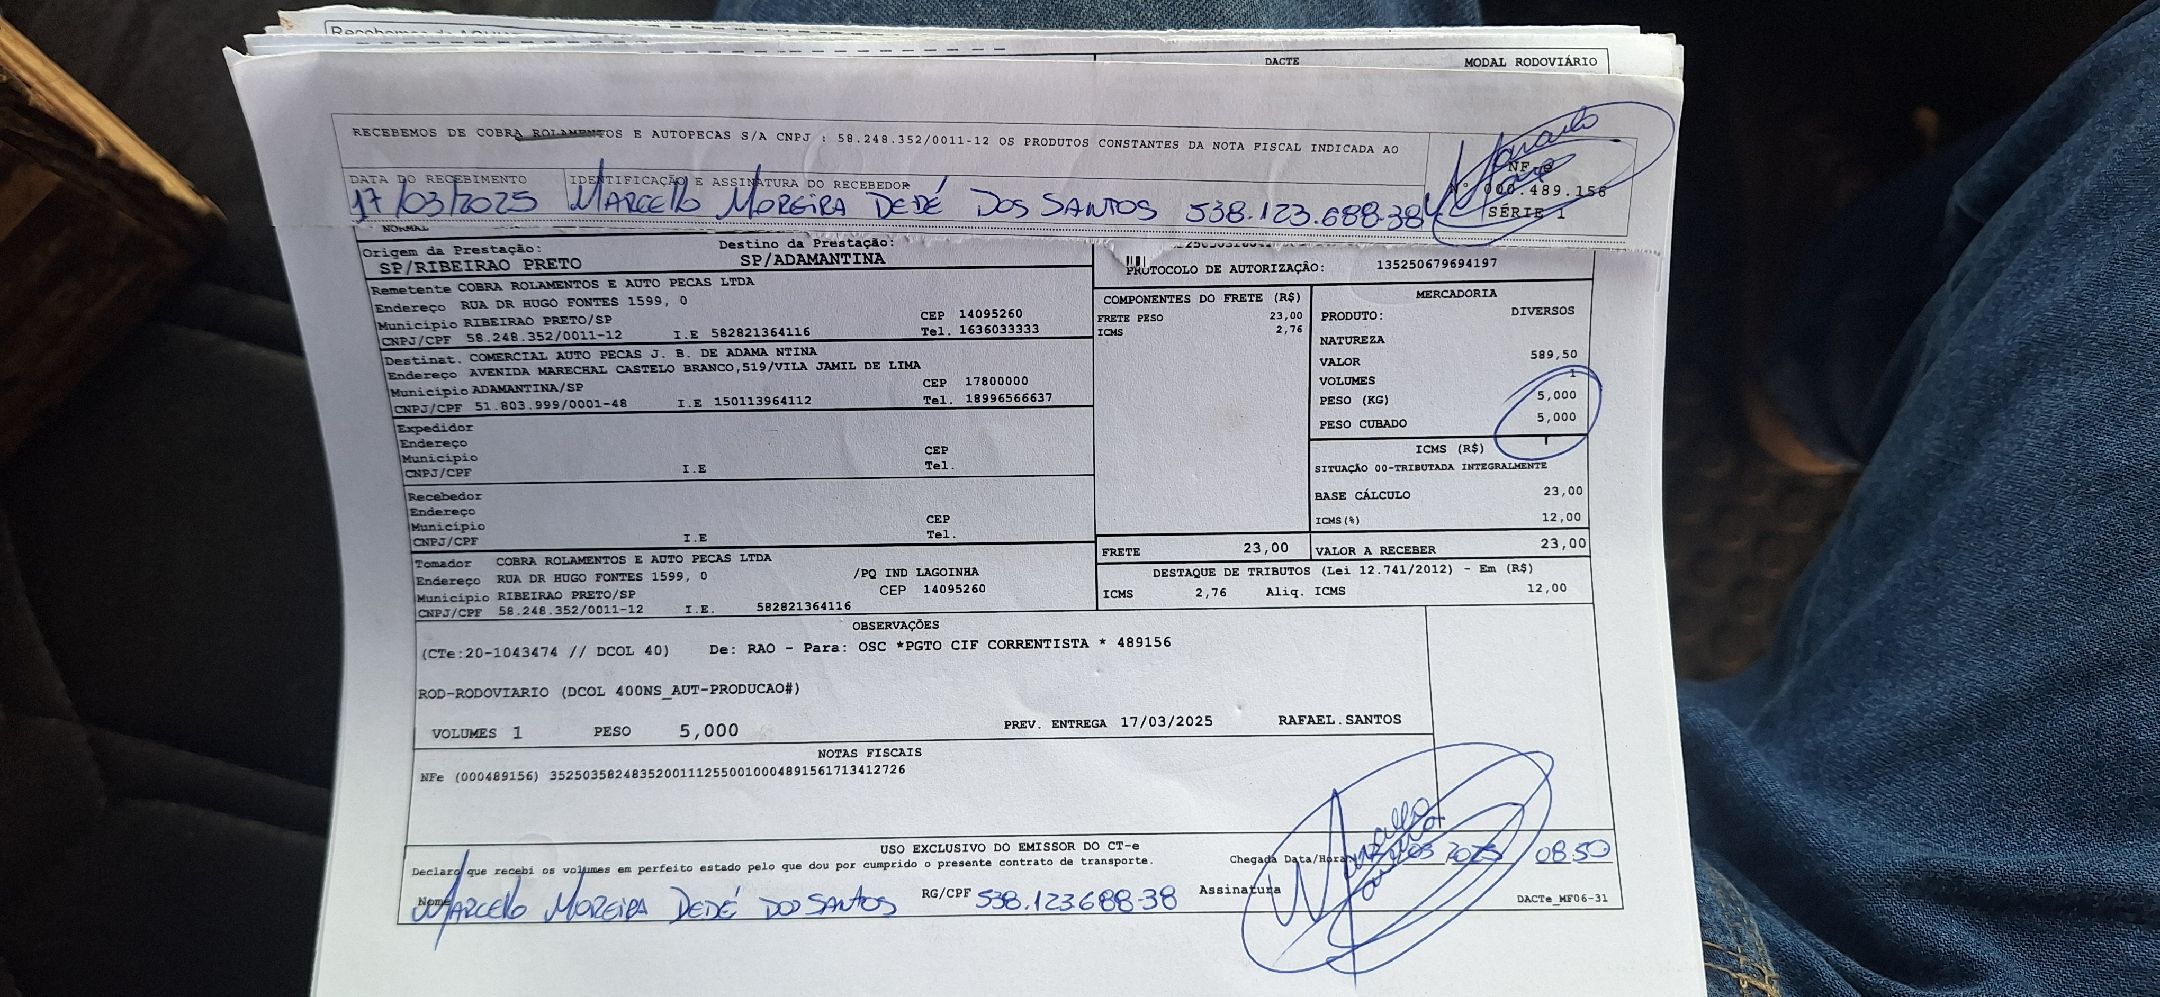 DACTE MODAL RODOVIÁRIO
RECEBEMOS DE COBRA ROLAMENTOS E AUTOPECAS S/A CNPJ : 58.248.352/0011-12 OS PRODUTOS CONSTANTES DA NOTA FISCAL INDICADA AO
NF-e
Nº 000.489.156
SÉRIE 1
DATA DO RECEBIMENTO IDENTIFICAÇÃO E ASSINATURA DO RECEBEDOR
17/03/2025 MARCELLO MOREIRA DEDÉ DOS SANTOS 538.123.688-38
NORMAL
Origem da Prestação: Destino da Prestação:
SP/RIBEIRAO PRETO SP/ADAMANTINA
PROTOCOLO DE AUTORIZAÇÃO: 135250679694197
Remetente COBRA ROLAMENTOS E AUTO PECAS LTDA
Endereço RUA DR HUGO FONTES 1599, 0
Município RIBEIRAO PRETO/SP CEP 14095260
CNPJ/CPF 58.248.352/0011-12 I.E 582821364116 Tel. 1636033333
Destinat. COMERCIAL AUTO PECAS J. B. DE ADAMA NTINA
Endereço AVENIDA MARECHAL CASTELO BRANCO,519/VILA JAMIL DE LIMA
Município ADAMANTINA/SP CEP 17800000
CNPJ/CPF 51.803.999/0001-48 I.E 150113964112 Tel. 18996566637
Expedidor
Endereço
Município CEP
CNPJ/CPF I.E Tel.
Recebedor
Endereço
Município CEP
CNPJ/CPF I.E Tel.
Tomador COBRA ROLAMENTOS E AUTO PECAS LTDA
Endereço RUA DR HUGO FONTES 1599, 0 /PQ IND LAGOINHA
Município RIBEIRAO PRETO/SP CEP 14095260
CNPJ/CPF 58.248.352/0011-12 I.E. 582821364116
COMPONENTES DO FRETE (R$)
FRETE PESO 23,00
ICMS 2,76
MERCADORIA
PRODUTO: DIVERSOS
NATUREZA
VALOR 589,50
VOLUMES 1
PESO (KG) 5,000
PESO CUBADO 5,000
ICMS (R$)
SITUAÇÃO 00-TRIBUTADA INTEGRALMENTE
BASE CÁLCULO 23,00
ICMS(%) 12,00
FRETE 23,00 VALOR A RECEBER 23,00
DESTAQUE DE TRIBUTOS (Lei 12.741/2012) - Em (R$)
ICMS 2,76 Aliq. ICMS 12,00
OBSERVAÇÕES
(CTe:20-1043474 // DCOL 40) De: RAO - Para: OSC *PGTO CIF CORRENTISTA * 489156
ROD-RODOVIARIO (DCOL 400NS_AUT-PRODUCAO#)
VOLUMES 1 PESO 5,000 PREV. ENTREGA 17/03/2025 RAFAEL.SANTOS
NOTAS FISCAIS
NFe (000489156) 35250358248352001112550010004891561713412726
USO EXCLUSIVO DO EMISSOR DO CT-e
Declaro que recebi os volumes em perfeito estado pelo que dou por cumprido o presente contrato de transporte. Chegada Data/Hora 2025 08:50
Nome MARCELLO MOREIRA DEDÉ DOS SANTOS RG/CPF 538.123.688-38 Assinatura
DACTe_MF06-31